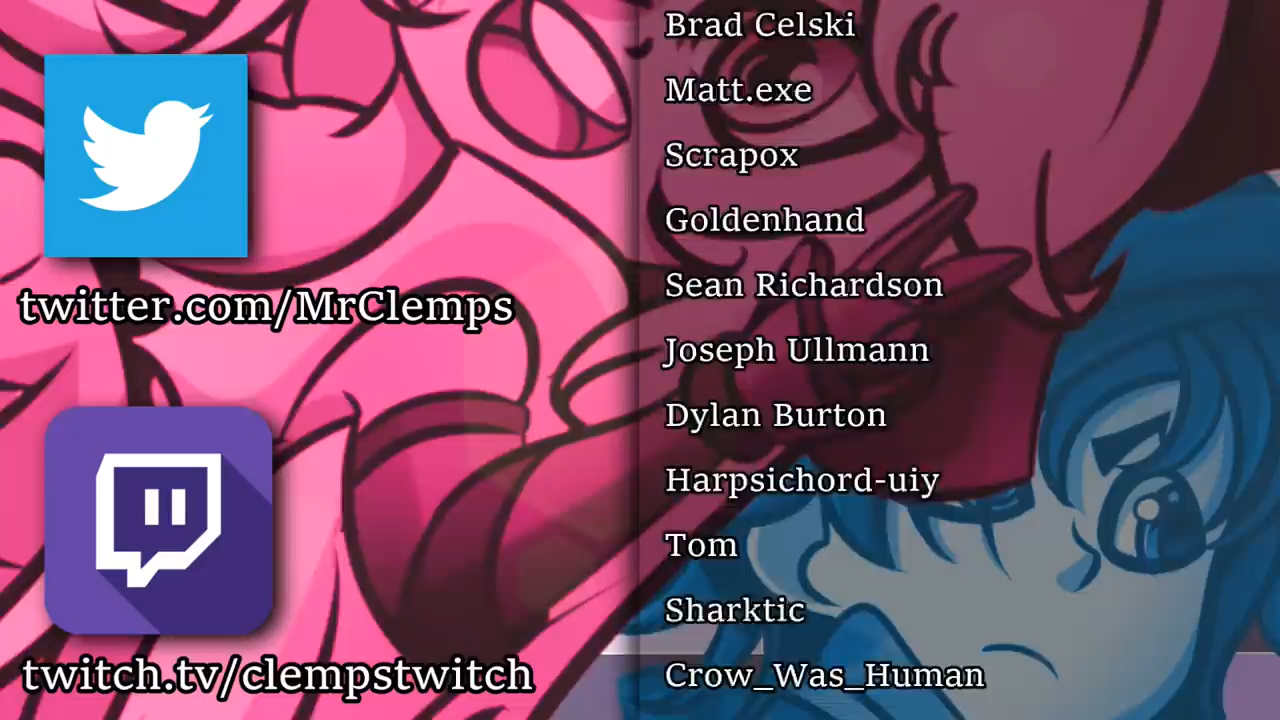 twitter.com/MrClemps
twitch.tv/clempstwitch
Brad Celski
Matt.exe
Scrapox
Goldenhand
Sean Richardson
Joseph Ullmann
Dylan Burton
Harpsichord-uiy
Tom
Sharktic
Crow_Was_Human